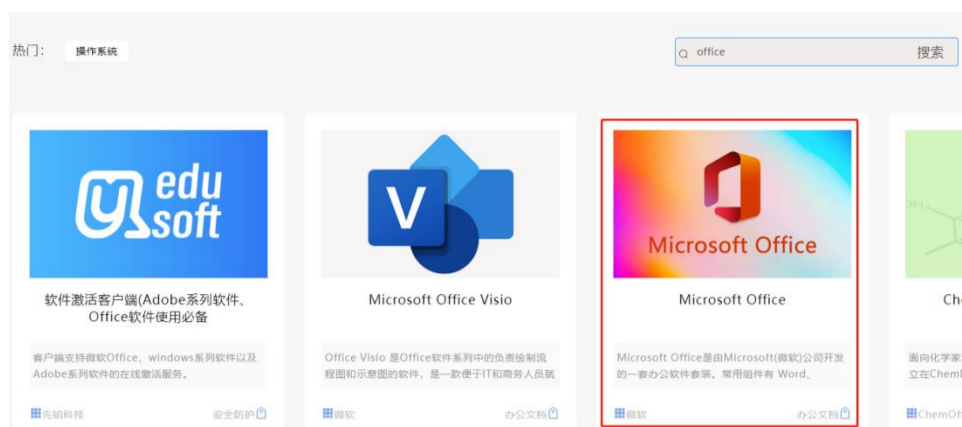 热门：
操作系统
office
搜索
edu
soft
V
Microsoft Office
软件激活客户端(Adobe系列软件、
Office软件使用必备
Microsoft Office Visio
Microsoft Office
Ch
客户端支持微软Office、windows系列软件以及
Adobe系列软件的在线激活服务。
Office Visio 是Office软件系列中的负责绘制流
程图和示意图的软件，是一款便于IT和商务人员就
Microsoft Office是由Microsoft(微软)公司开发
的一套办公软件套装。常用组件有 Word、
面向化学家
立在Chem
先铂科技
安全防护
微软
办公文档
微软
办公文档
ChemOf